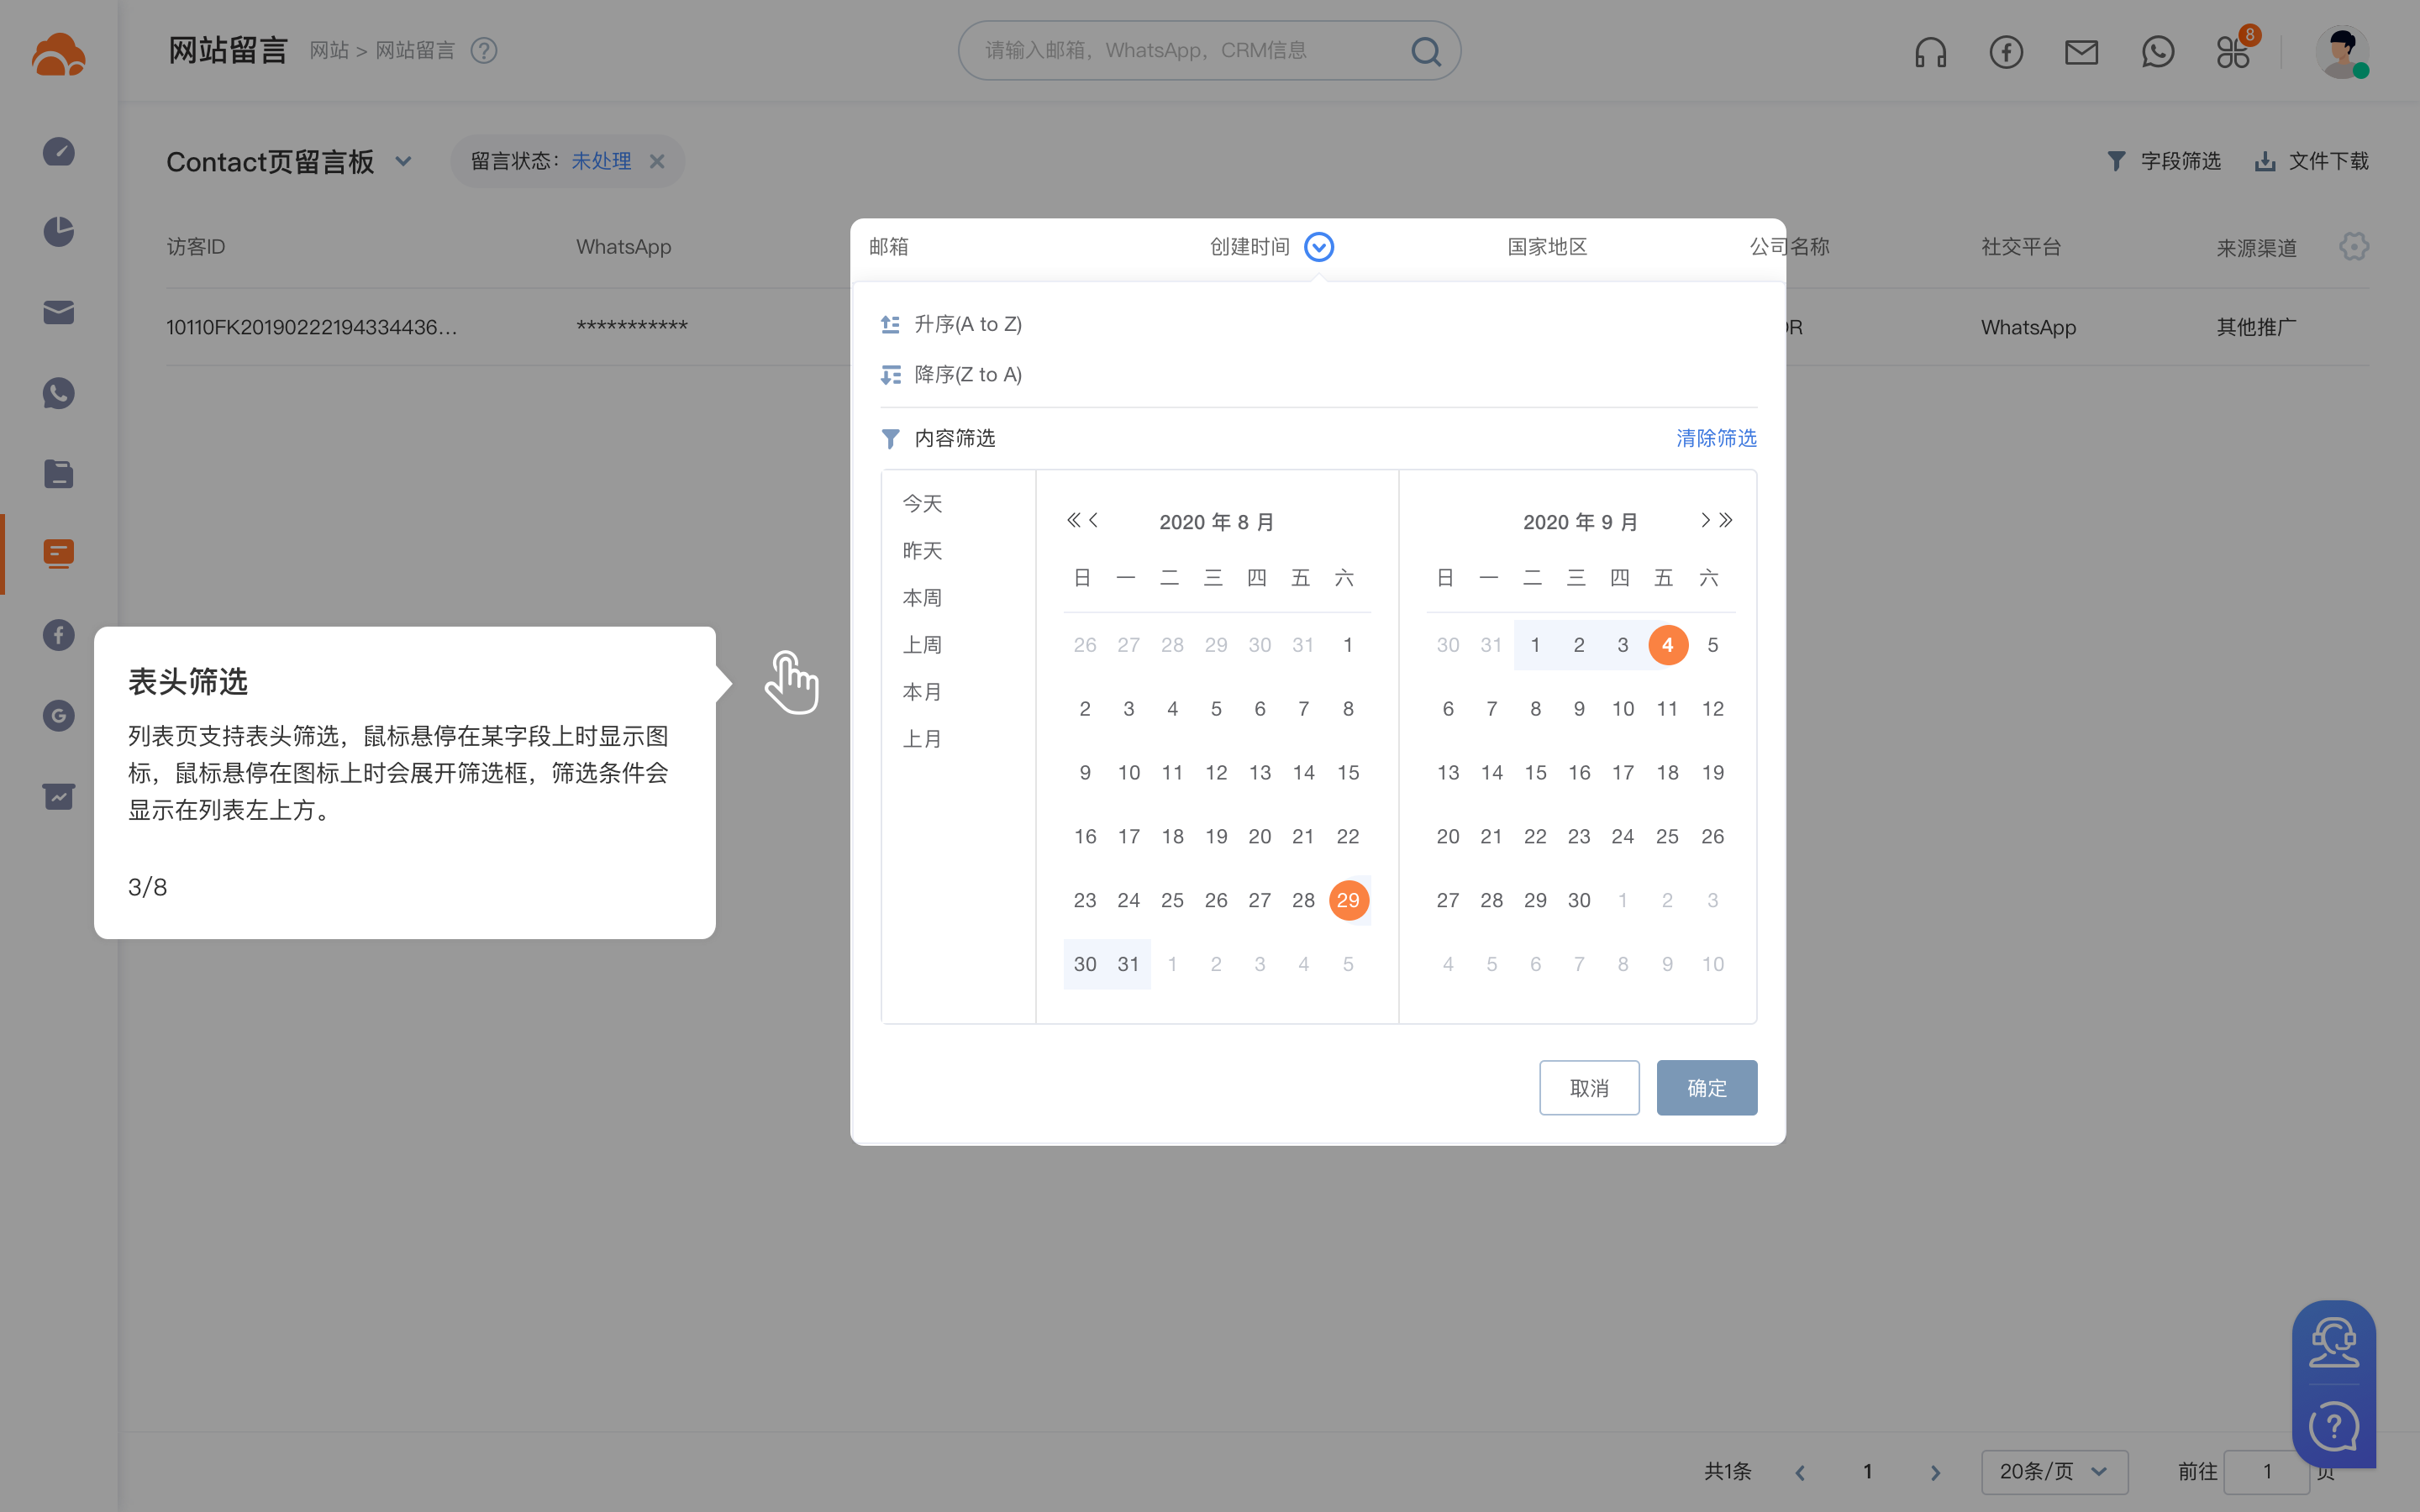 网站留言
网站 > 网站留言
请输入邮箱，WhatsApp，CRM信息
8
Contact页留言板
留言状态：未处理
字段筛选
文件下载
访客ID
WhatsApp
邮箱
创建时间
国家地区
公司名称
社交平台
来源渠道
10110FK20190222194334436...
***********
OR
WhatsApp
其他推广
升序(A to Z)
降序(Z to A)
内容筛选
清除筛选
今天
昨天
本周
上周
本月
上月
2020 年 8 月
日 一 二 三 四 五 六
26 27 28 29 30 31 1
2 3 4 5 6 7 8
9 10 11 12 13 14 15
16 17 18 19 20 21 22
23 24 25 26 27 28 29
30 31 1 2 3 4 5
2020 年 9 月
日 一 二 三 四 五 六
30 31 1 2 3 4 5
6 7 8 9 10 11 12
13 14 15 16 17 18 19
20 21 22 23 24 25 26
27 28 29 30 1 2 3
4 5 6 7 8 9 10
取消
确定
表头筛选
列表页支持表头筛选，鼠标悬停在某字段上时显示图
标，鼠标悬停在图标上时会展开筛选框，筛选条件会
显示在列表左上方。
3/8
共1条
1
20条/页
前往
1
页